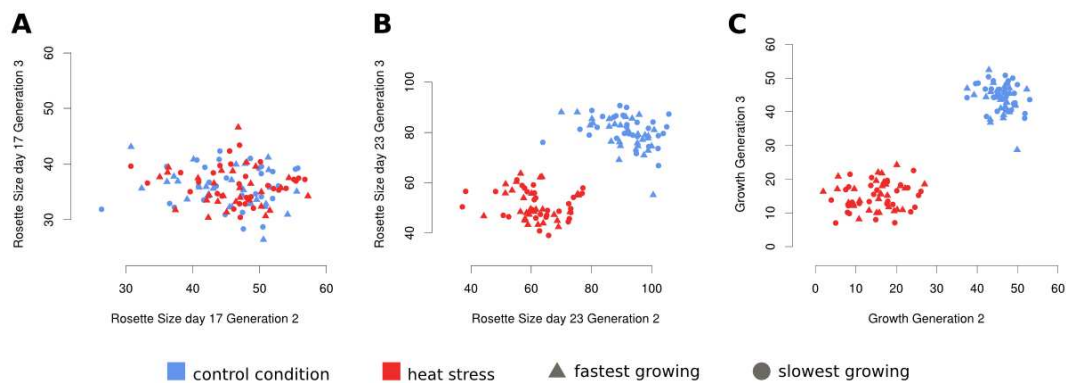 A
B
C
Rosette Size day 17 Generation 3
60
50
40
30
30
40
50
60
Rosette Size day 17 Generation 2
Rosette Size day 23 Generation 3
100
80
60
40
40
60
80
100
Rosette Size day 23 Generation 2
Growth Generation 3
60
50
40
30
20
10
0
0
10
20
30
40
50
60
Growth Generation 2
control condition
heat stress
fastest growing
slowest growing